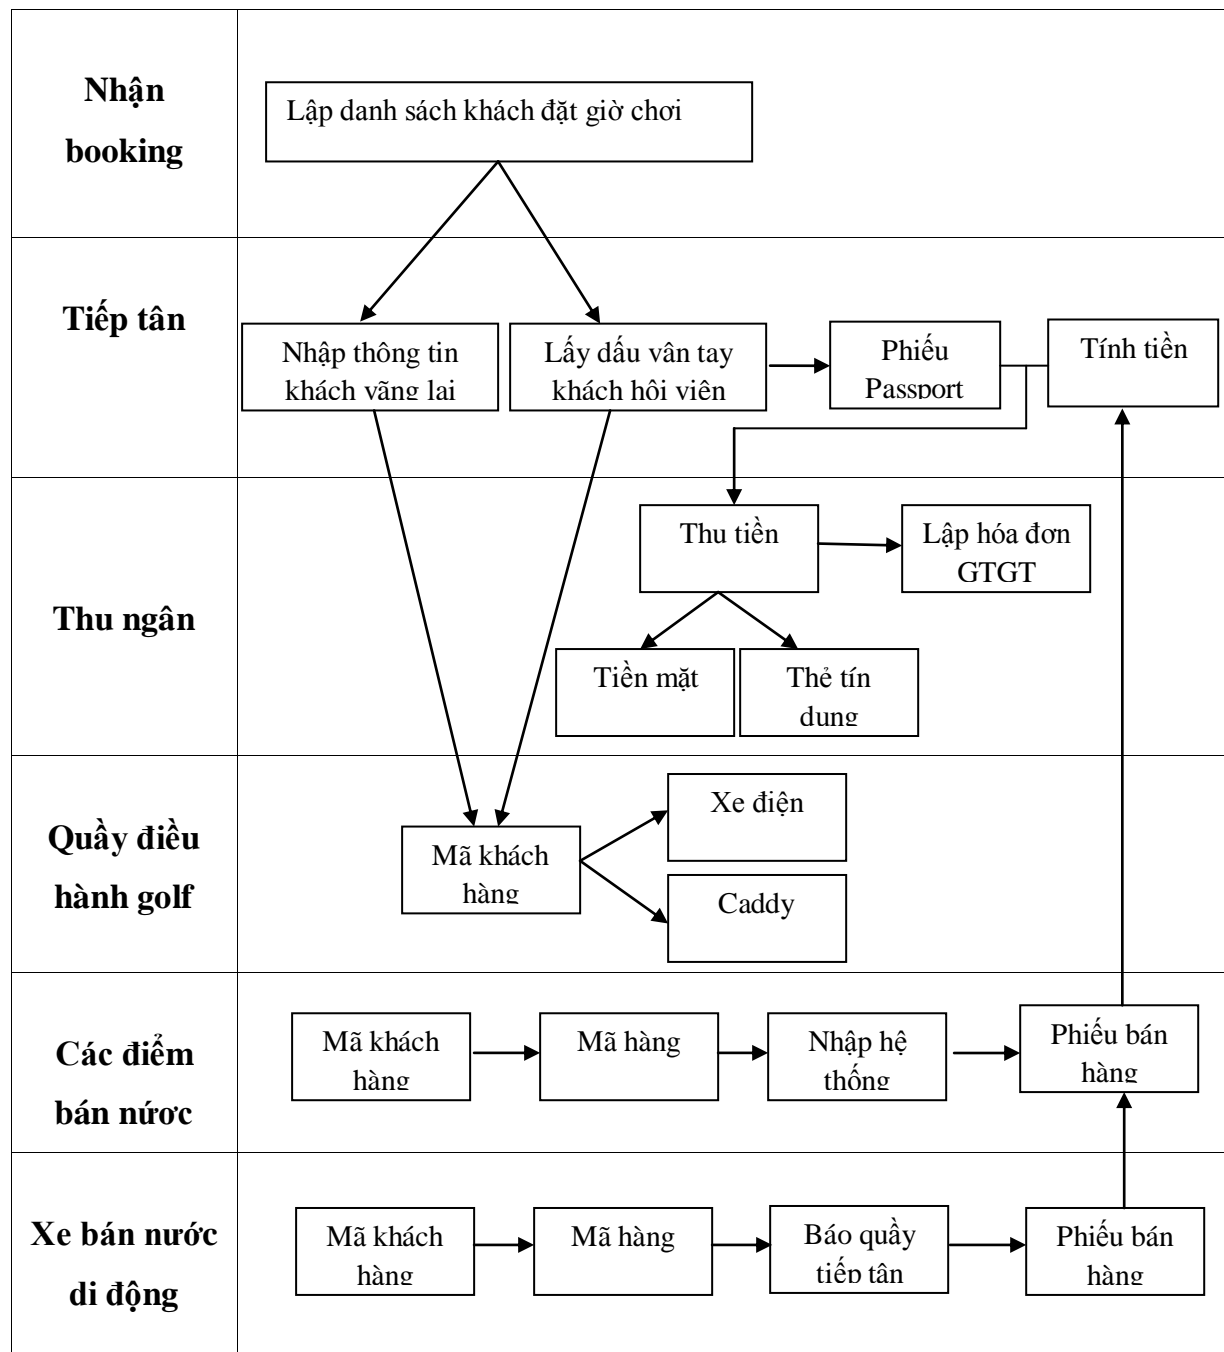 Nhận
booking
Lập danh sách khách đặt giờ chơi
Tiếp tân
Nhập thông tin
khách vãng lai
Lấy dấu vân tay
khách hôi viên
Phiếu
Passport
Tính tiền
Thu ngân
Thu tiền
Lập hóa đơn
GTGT
Tiền mặt
Thẻ tín
dung
Quầy điều
hành golf
Mã khách
hàng
Xe điện
Caddy
Các điểm
bán nứơc
Mã khách
hàng
Mã hàng
Nhập hệ
thống
Phiếu bán
hàng
Xe bán nước
di động
Mã khách
hàng
Mã hàng
Báo quầy
tiếp tân
Phiếu bán
hàng